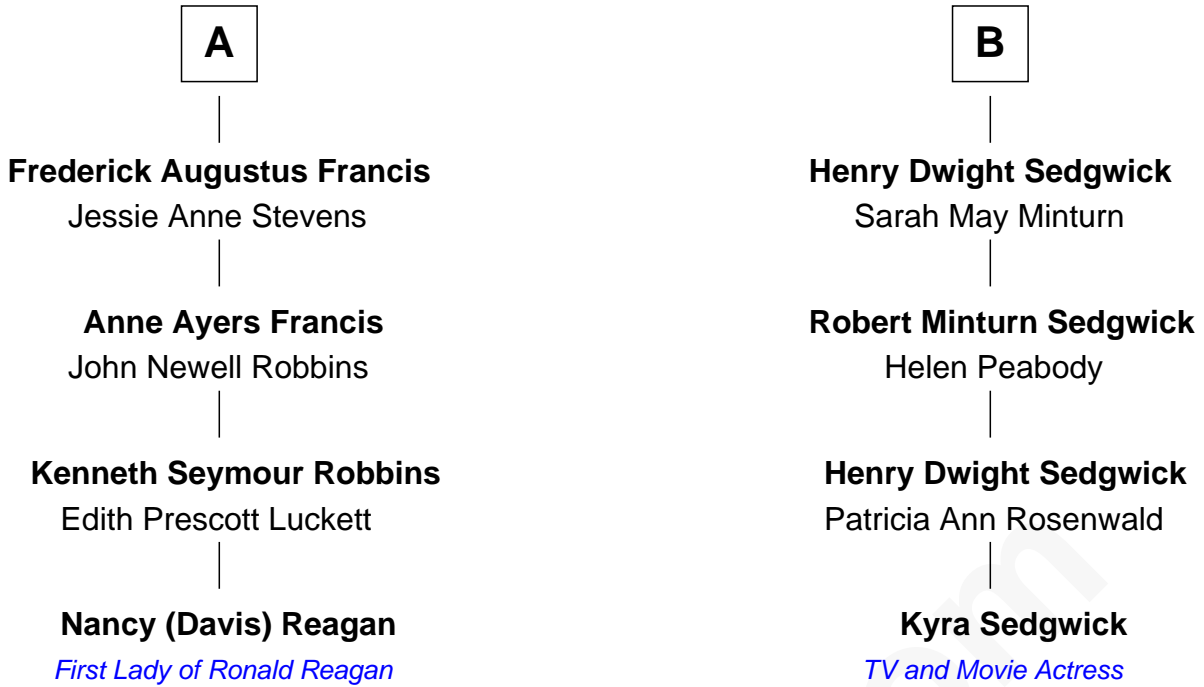 A
Frederick Augustus Francis
Jessie Anne Stevens
Anne Ayers Francis
John Newell Robbins
Kenneth Seymour Robbins
Edith Prescott Luckett
Nancy (Davis) Reagan
First Lady of Ronald Reagan
B
Henry Dwight Sedgwick
Sarah May Minturn
Robert Minturn Sedgwick
Helen Peabody
Henry Dwight Sedgwick
Patricia Ann Rosenwald
Kyra Sedgwick
TV and Movie Actress